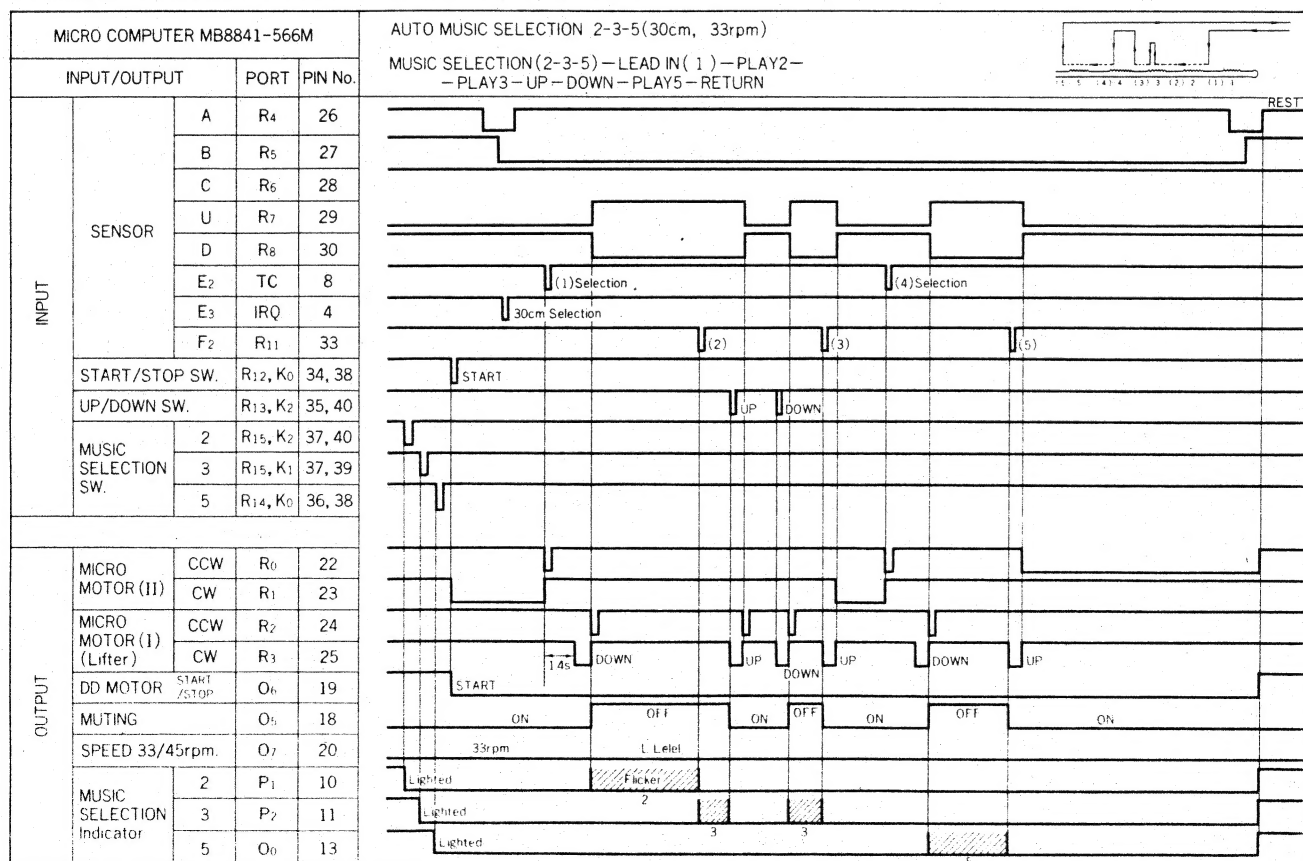 MICRO COMPUTER MB8841-566M
AUTO MUSIC SELECTION 2-3-5(30cm, 33rpm)
MUSIC SELECTION(2-3-5)-LEAD IN(1)-PLAY2-
-PLAY3-UP-DOWN-PLAY5-RETURN
(4) 4 (3) 3 (2) 2 (1) 1
INPUT/OUTPUT PORT PIN No.
REST
INPUT
SENSOR
A R4 26
B R5 27
C R6 28
U R7 29
D R8 30
E2 TC 8 (1)Selection (4)Selection
E3 IRQ 4 30cm Selection
F2 R11 33 (2) (3) (5)
START/STOP SW. R12, K0 34, 38 START
UP/DOWN SW. R13, K2 35, 40 UP DOWN
MUSIC SELECTION SW.
2 R15, K2 37, 40
3 R15, K1 37, 39
5 R14, K0 36, 38
OUTPUT
MICRO MOTOR(II)
CCW R0 22
CW R1 23
MICRO MOTOR(I) (Lifter)
CCW R2 24
CW R3 25 14s DOWN UP DOWN UP DOWN UP
DD MOTOR START/STOP O6 19 START
MUTING O5 18 ON OFF ON OFF ON OFF ON
SPEED 33/45rpm. O7 20 33rpm L. Lelel
MUSIC SELECTION Indicator
2 P1 10 Lighted Flicker 2
3 P2 11 Lighted 3 3
5 O0 13 Lighted